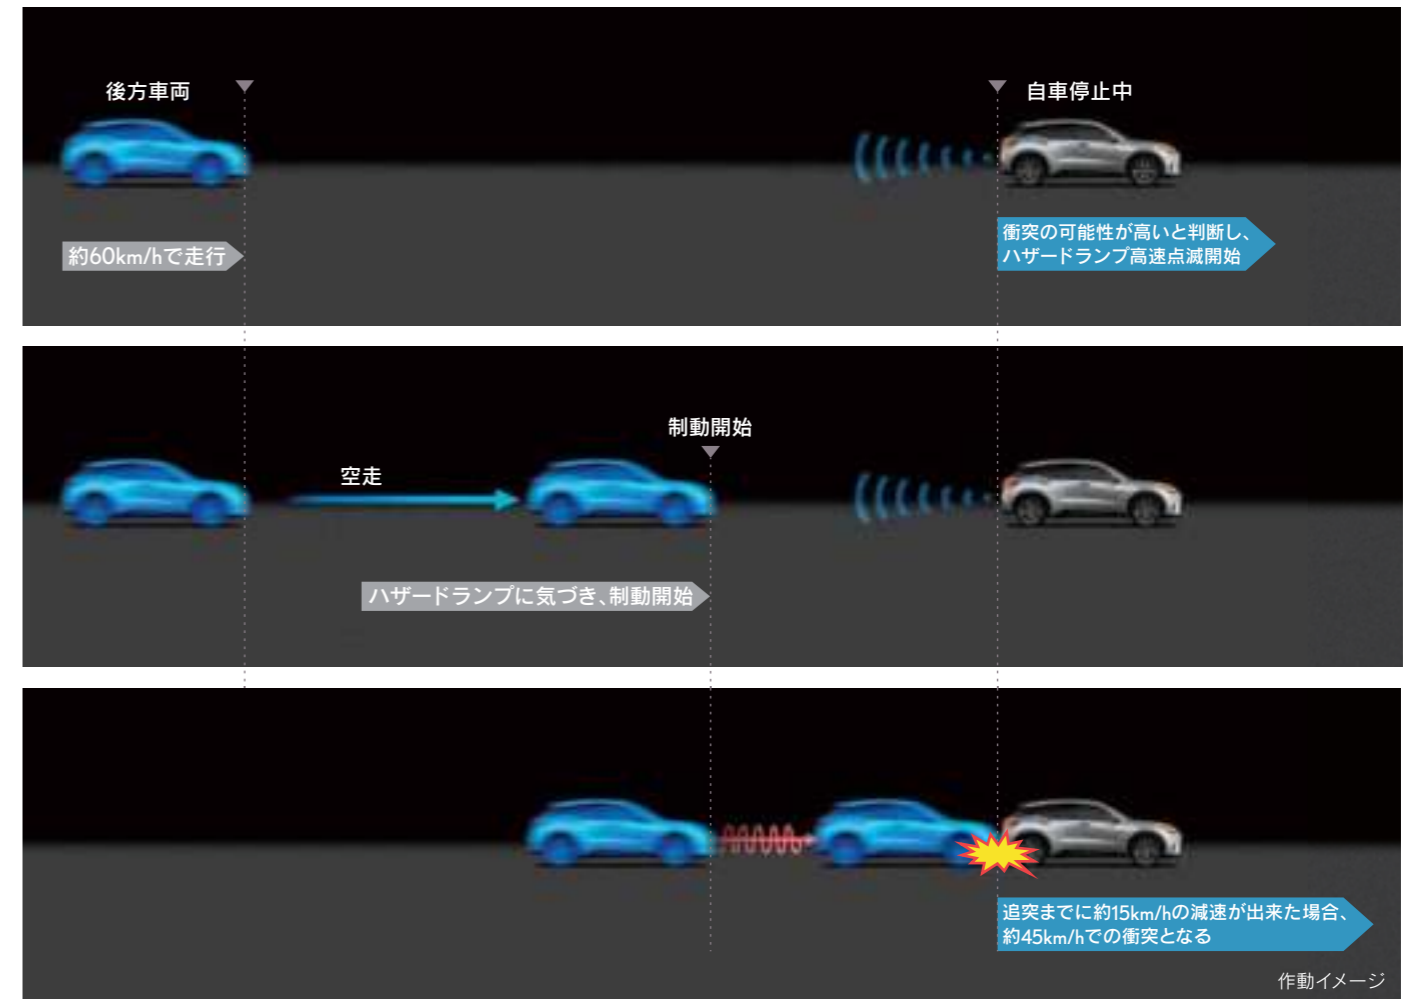 後方車両
自車停止中
約60km/hで走行
衝突の可能性が高いと判断し、
ハザードランプ高速点滅開始
制動開始
空走
ハザードランプに気づき、制動開始
追突までに約15km/hの減速が出来た場合、
約45km/hでの衝突となる
作動イメージ